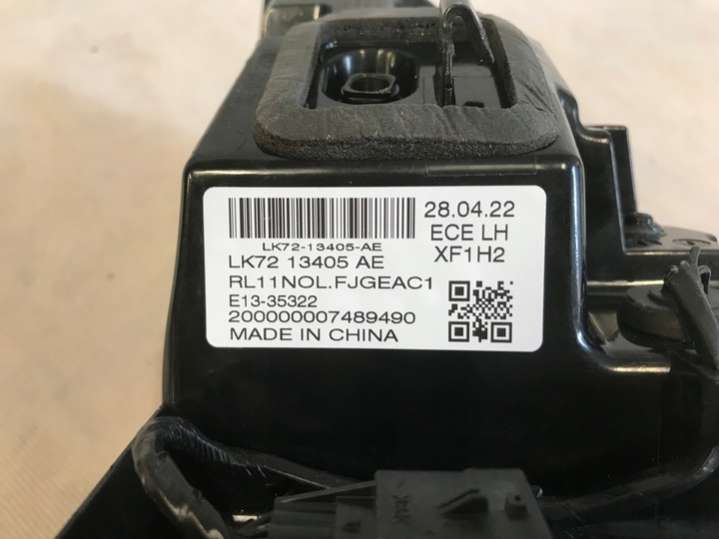 28.04.22
ECE LH
XF1H2
LK72-13405-AE
LK72 13405 AE
RL11NOL.FJGEAC1
E13-35322
200000007489490
MADE IN CHINA